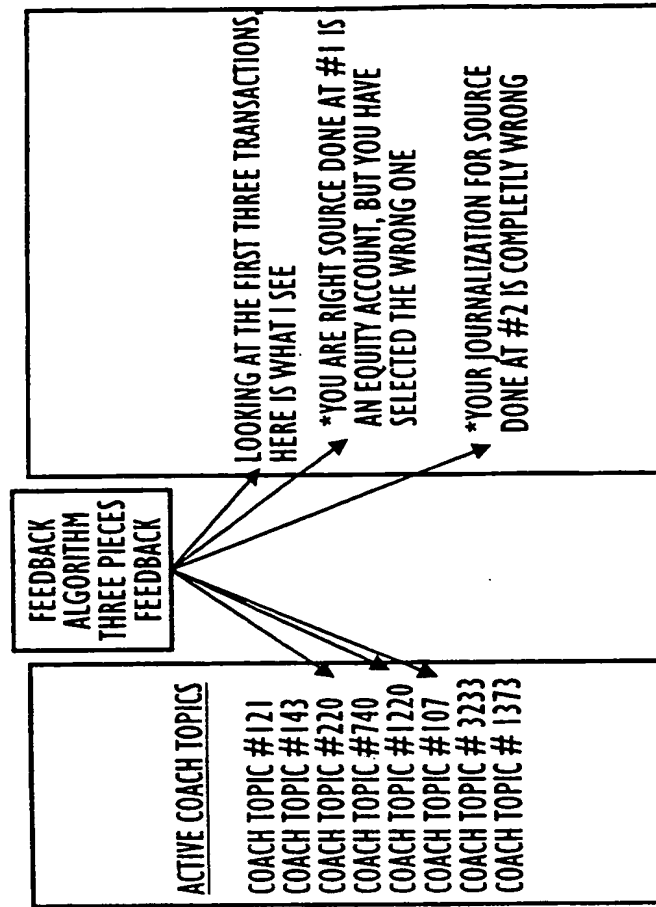 ACTIVE COACH TOPICS
COACH TOPIC #121
COACH TOPIC #143
COACH TOPIC #220
COACH TOPIC #740
COACH TOPIC #1220
COACH TOPIC #107
COACH TOPIC # 3233
COACH TOPIC # 1373
FEEDBACK
ALGORITHM
THREE PIECES
FEEDBACK
LOOKING AT THE FIRST THREE TRANSACTIONS,
HERE IS WHAT I SEE
*YOU ARE RIGHT SOURCE DONE AT #1 IS
AN EQUITY ACCOUNT, BUT YOU HAVE
SELECTED THE WRONG ONE
*YOUR JOURNALIZATION FOR SOURCE
DONE AT #2 IS COMPLETLY WRONG